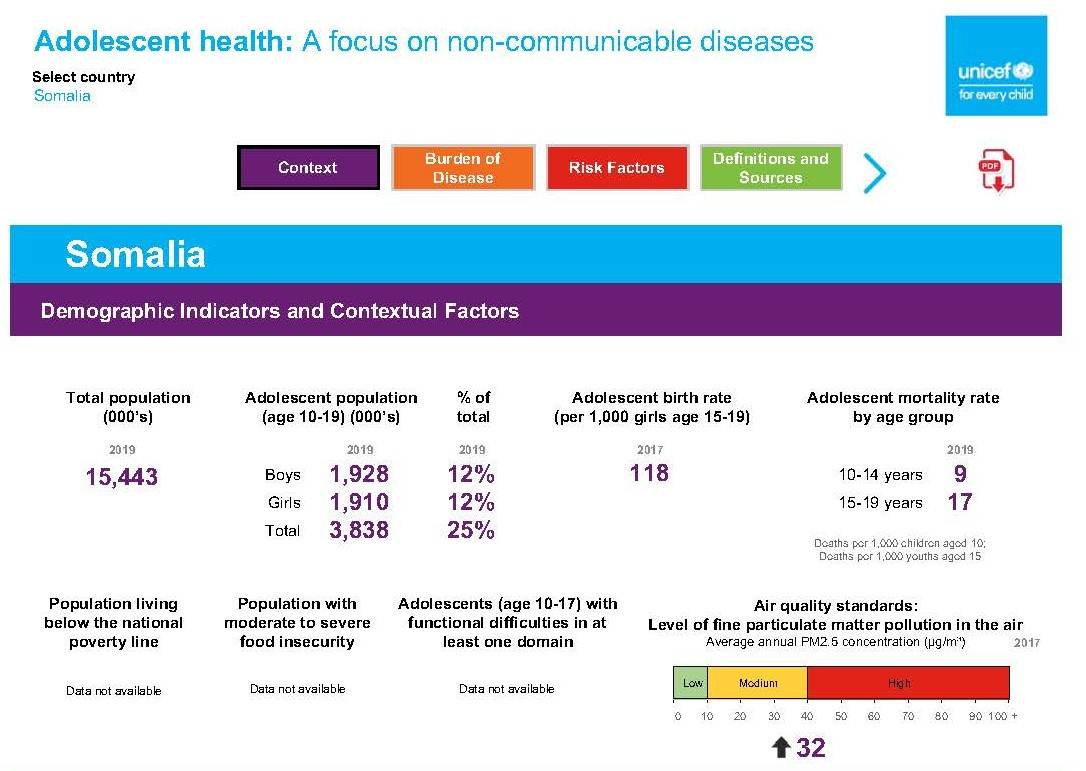 Adolescent health: A focus on non-communicable diseases
Select country
Somalia
unicef
for every child
Context
Burden of
Disease
Risk Factors
Definitions and
Sources
PDF
Somalia
Demographic Indicators and Contextual Factors
Total population
(000's)
2019
15,443
Adolescent population
(age 10-19) (000's)
% of
total
2019 2019
Boys 1,928 12%
Girls 1,910 12%
Total 3,838 25%
Adolescent birth rate
(per 1,000 girls age 15-19)
2017
118
Adolescent mortality rate
by age group
2019
10-14 years 9
15-19 years 17
Deaths per 1,000 children aged 10;
Deaths per 1,000 youths aged 15
Population living
below the national
poverty line
Data not available
Population with
moderate to severe
food insecurity
Data not available
Adolescents (age 10-17) with
functional difficulties in at
least one domain
Data not available
Air quality standards:
Level of fine particulate matter pollution in the air
Average annual PM2.5 concentration (µg/m³) 2017
Low Medium High
0 10 20 30 40 50 60 70 80 90 100 +
32